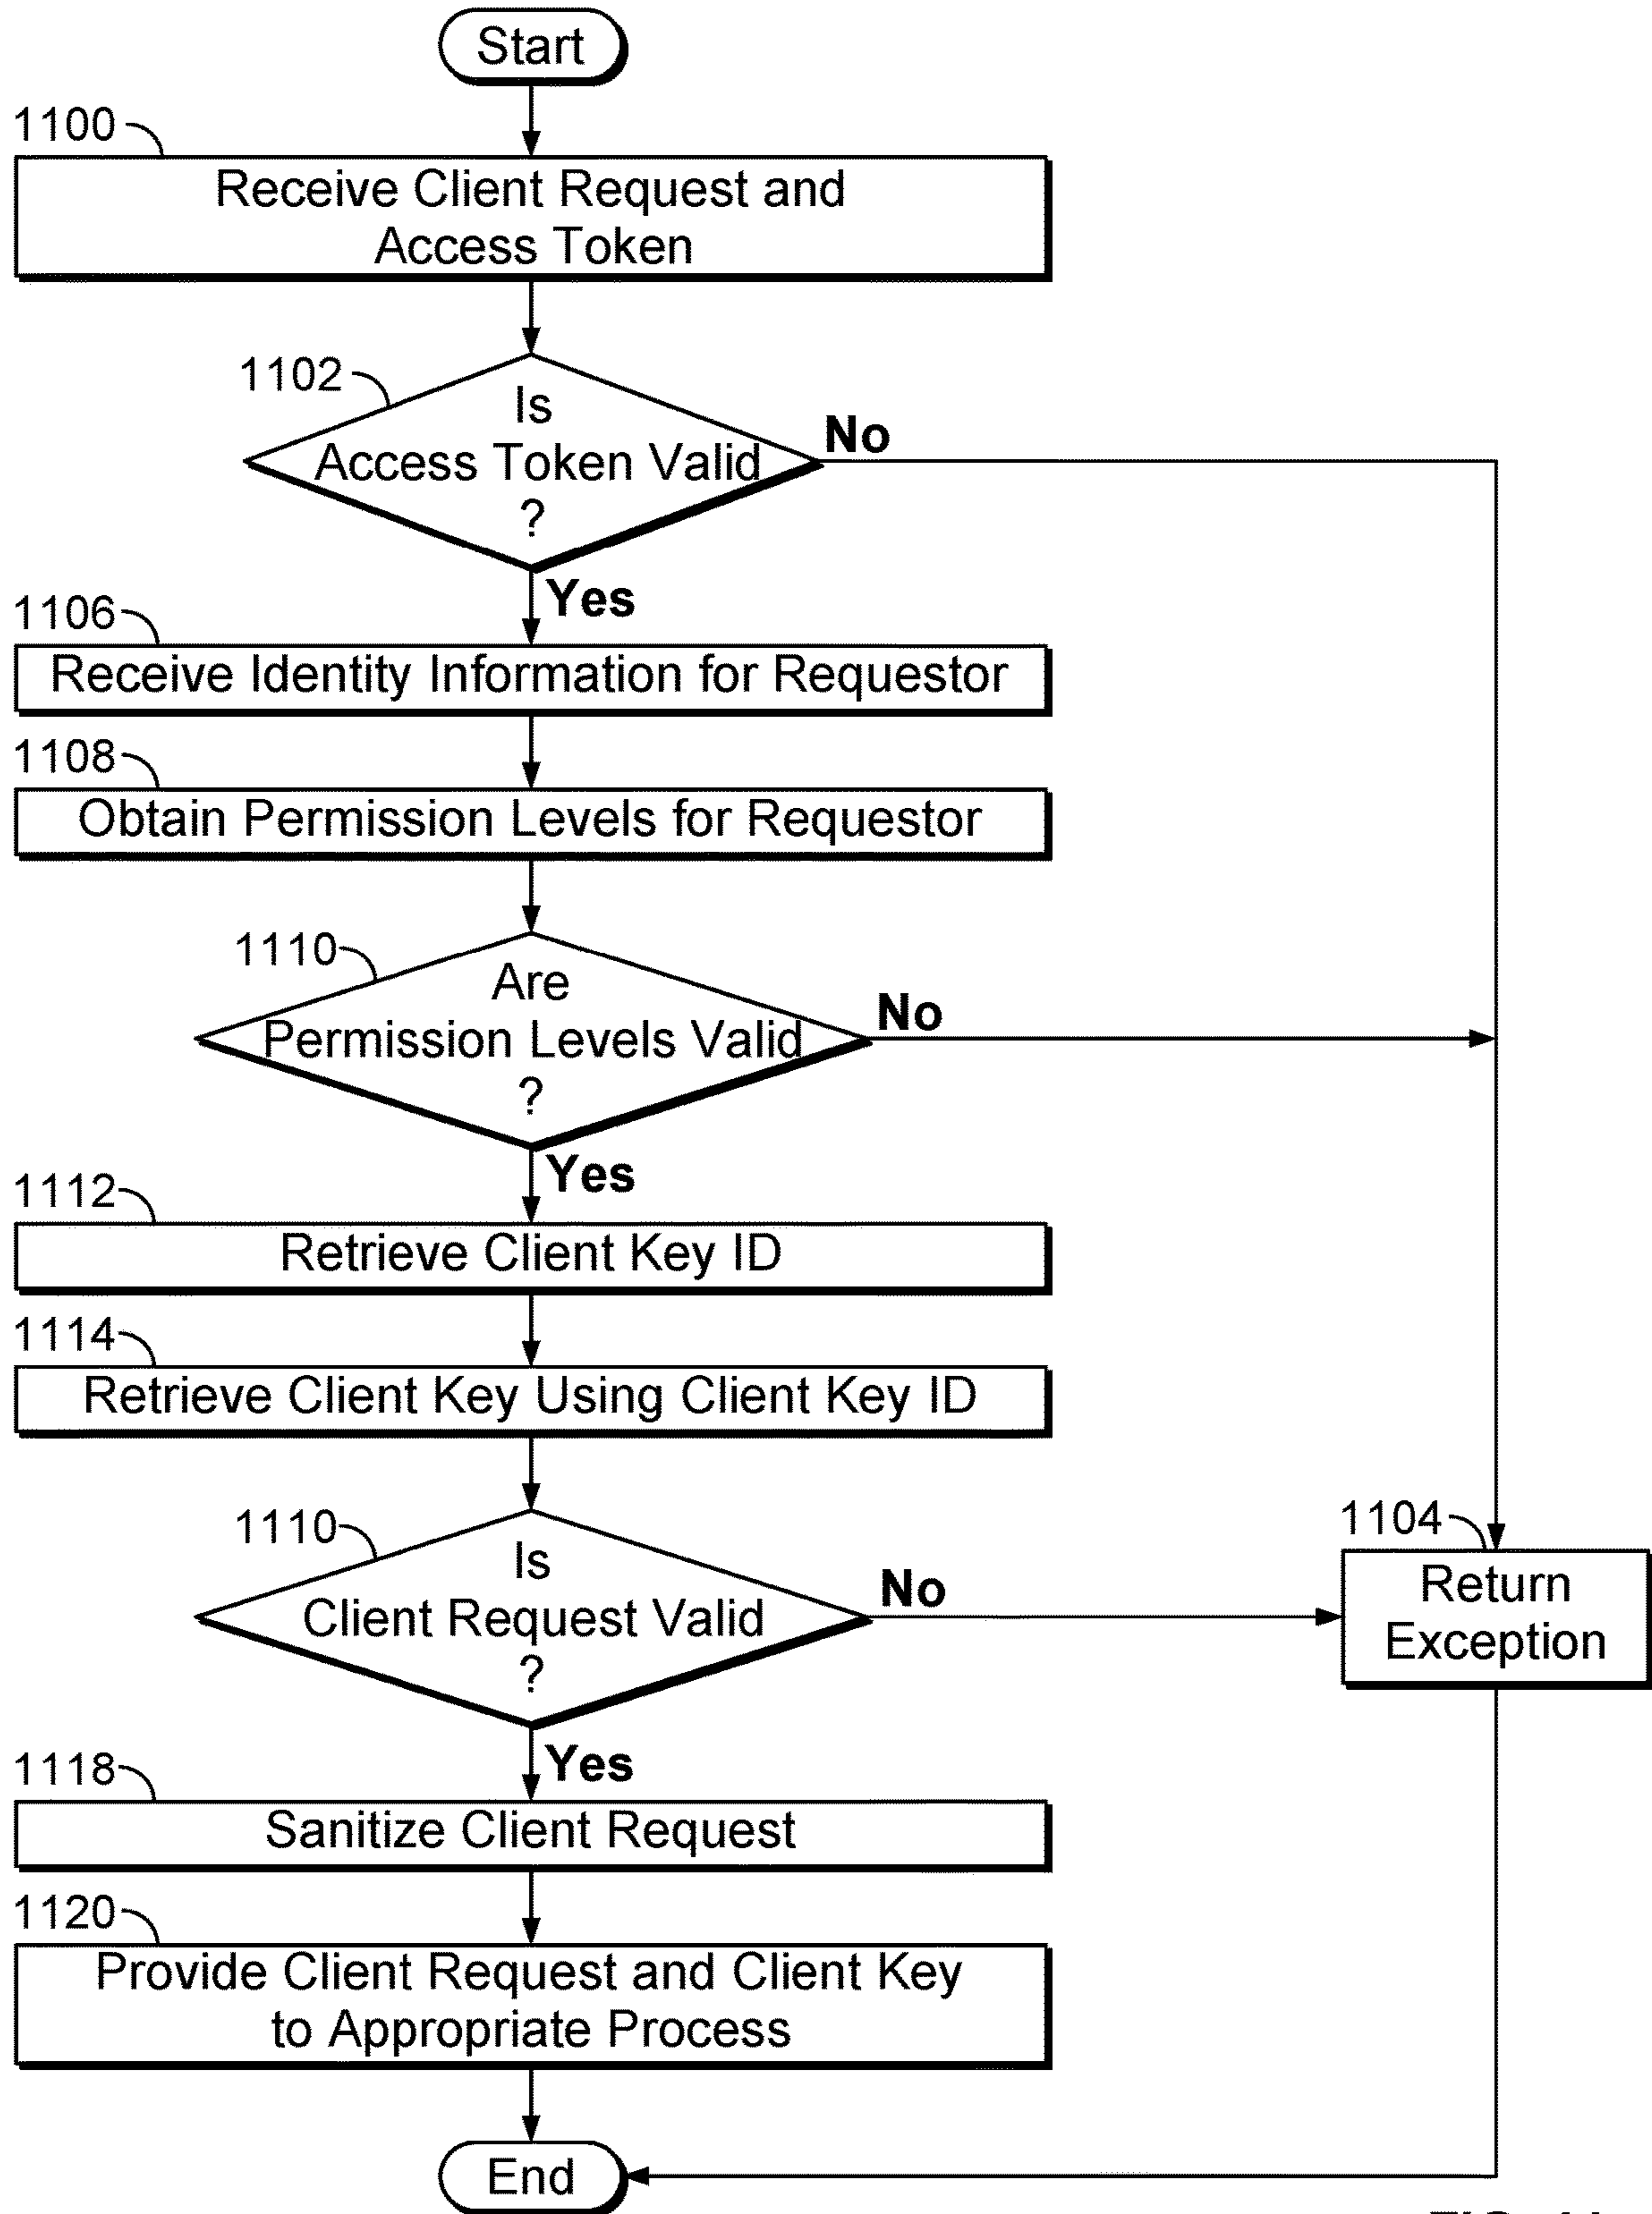 Start
1100
Receive Client Request and
Access Token
1102
Is
Access Token Valid
?
No
Yes
1106
Receive Identity Information for Requestor
1108
Obtain Permission Levels for Requestor
1110
Are
Permission Levels Valid
?
No
Yes
1112
Retrieve Client Key ID
1114
Retrieve Client Key Using Client Key ID
1110
Is
Client Request Valid
?
No
1104
Return
Exception
Yes
1118
Sanitize Client Request
1120
Provide Client Request and Client Key
to Appropriate Process
End